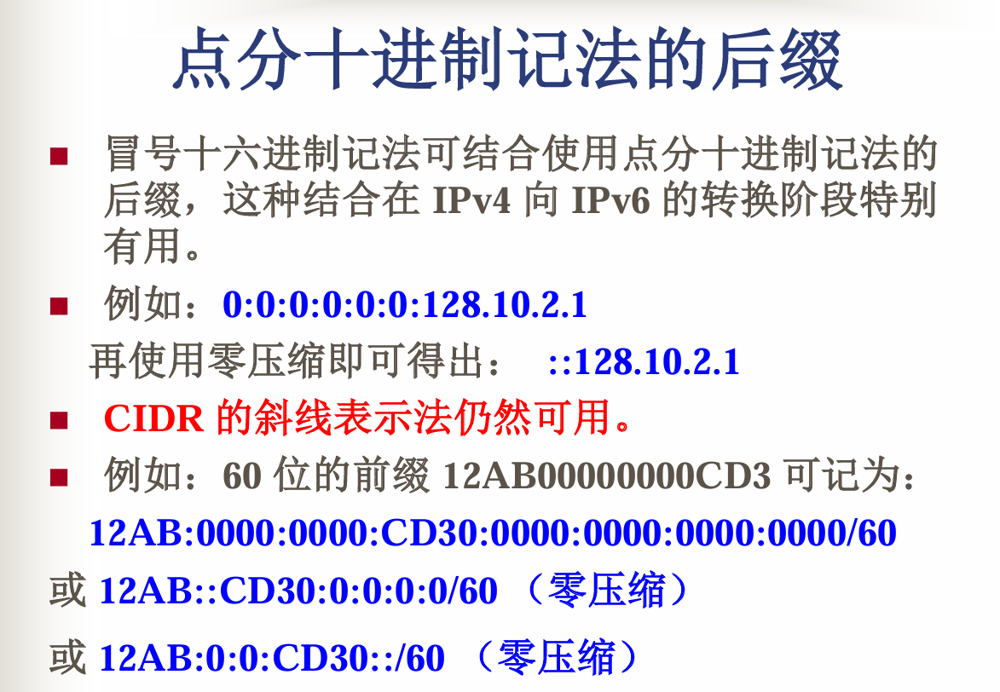 点分十进制记法的后缀
冒号十六进制记法可结合使用点分十进制记法的
后缀，这种结合在 IPv4 向 IPv6 的转换阶段特别
有用。
例如：0:0:0:0:0:0:128.10.2.1
再使用零压缩即可得出： ::128.10.2.1
CIDR 的斜线表示法仍然可用。
例如：60 位的前缀 12AB00000000CD3 可记为：
12AB:0000:0000:CD30:0000:0000:0000:0000/60
或 12AB::CD30:0:0:0:0/60 （零压缩）
或 12AB:0:0:CD30::/60 （零压缩）